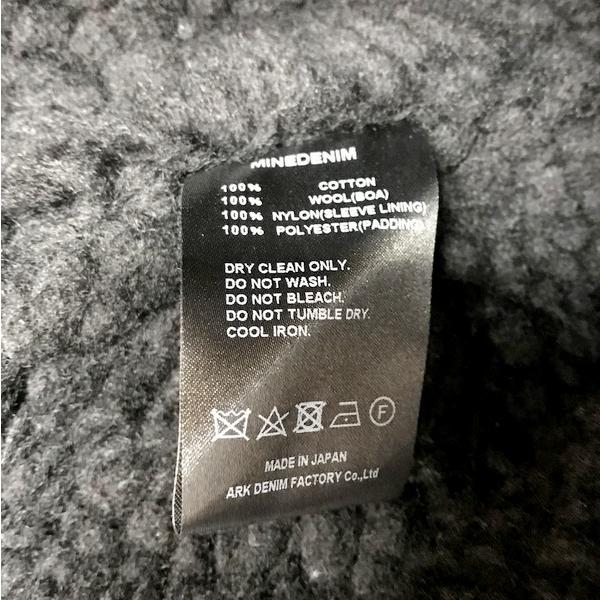 MINEDENIM
100% COTTON
100% WOOL(BOA)
100% NYLON(SLEEVE LINING)
100% POLYESTER(PADDING)
DRY CLEAN ONLY.
DO NOT WASH.
DO NOT BLEACH.
DO NOT TUMBLE DRY.
COOL IRON.
F
MADE IN JAPAN
ARK DENIM FACTORY Co.,Ltd